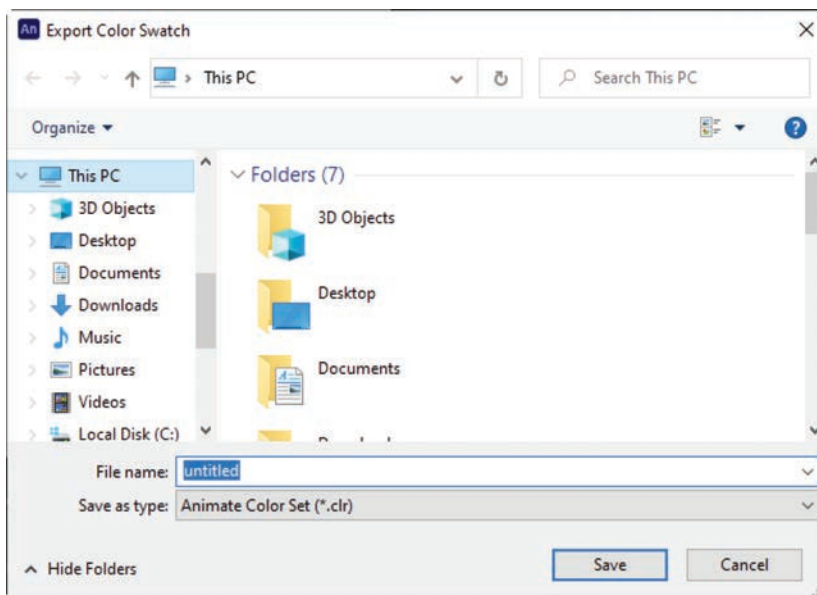 An Export Color Swatch
This PC
Search This PC
Organize
This PC
3D Objects
Desktop
Documents
Downloads
Music
Pictures
Videos
Local Disk (C:)
Folders (7)
3D Objects
Desktop
Documents
File name: untitled
Save as type: Animate Color Set (*.clr)
Hide Folders
Save
Cancel